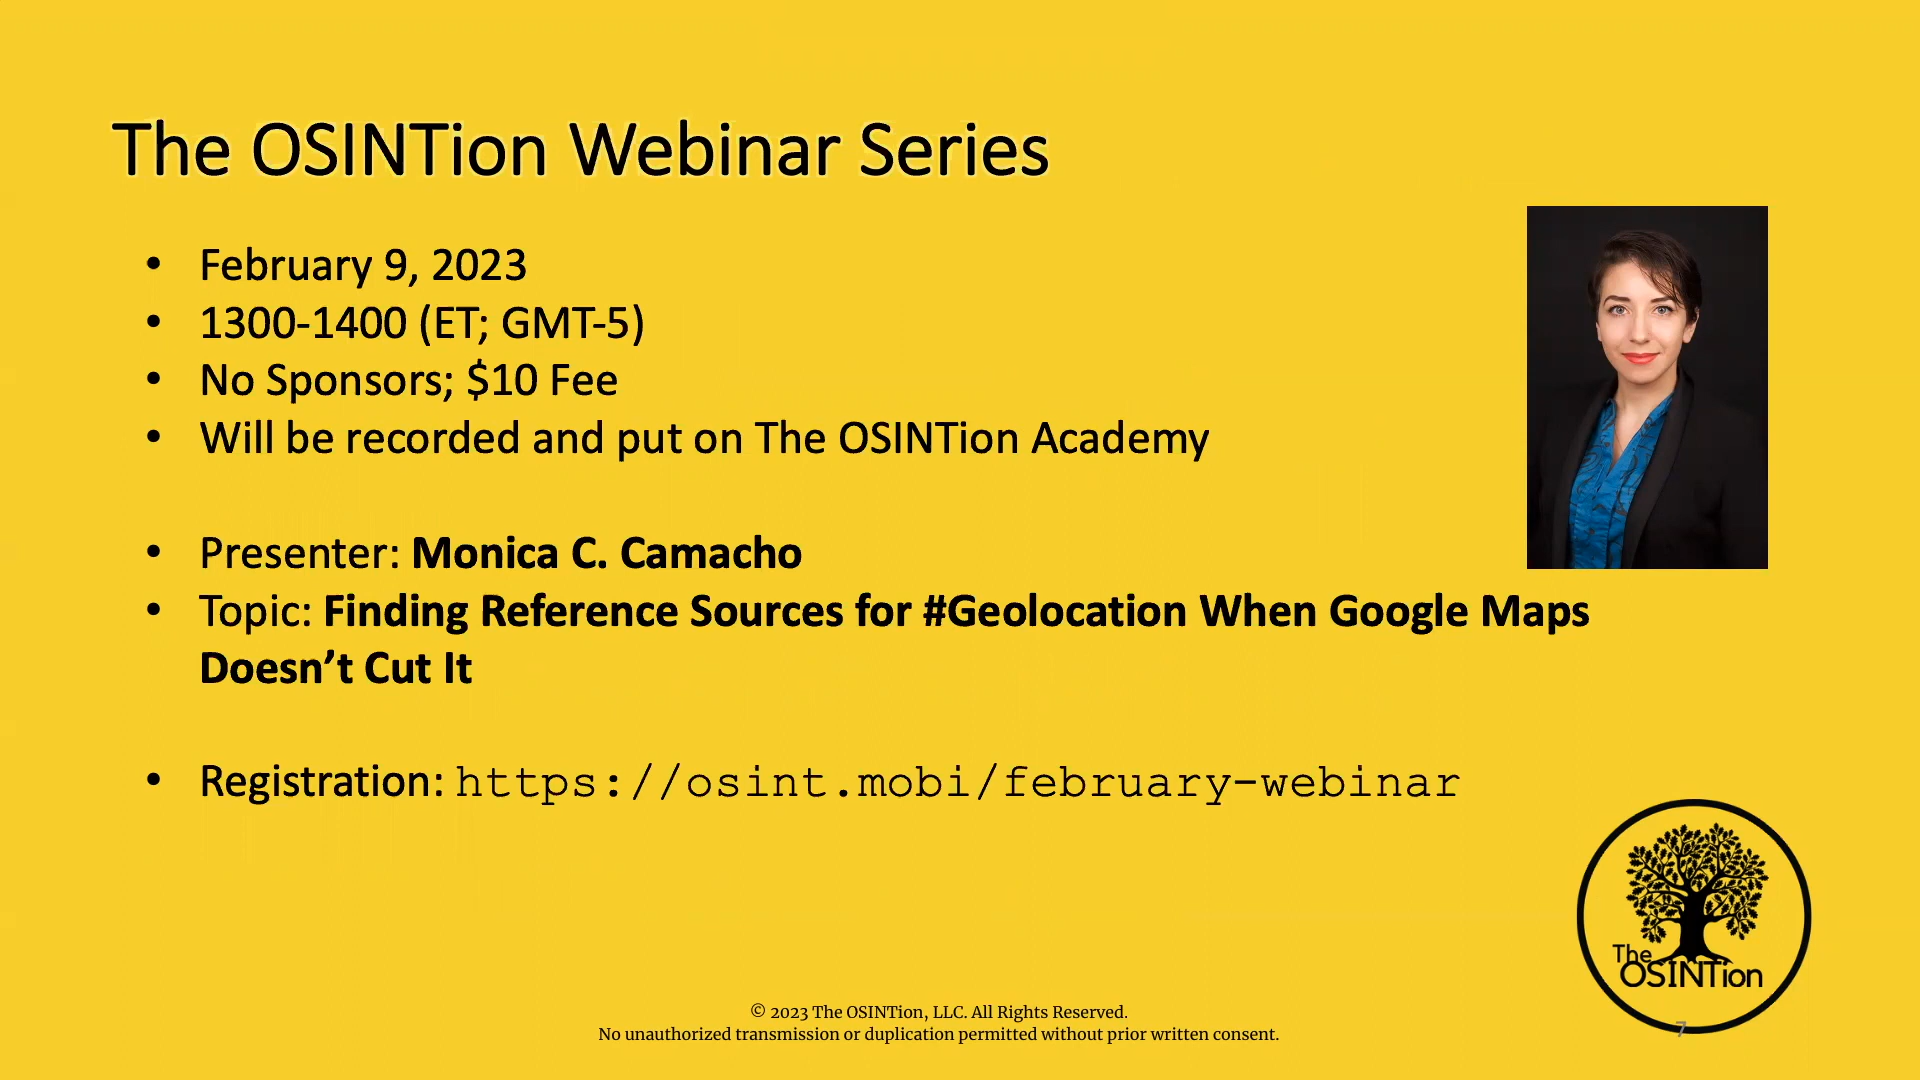 The OSINTion Webinar Series
• February 9, 2023
• 1300-1400 (ET; GMT-5)
• No Sponsors; $10 Fee
• Will be recorded and put on The OSINTion Academy
• Presenter: Monica C. Camacho
• Topic: Finding Reference Sources for #Geolocation When Google Maps
Doesn’t Cut It
• Registration: https://osint.mobi/february-webinar
The
OSINTion
© 2023 The OSINTion, LLC. All Rights Reserved.
No unauthorized transmission or duplication permitted without prior written consent.
7